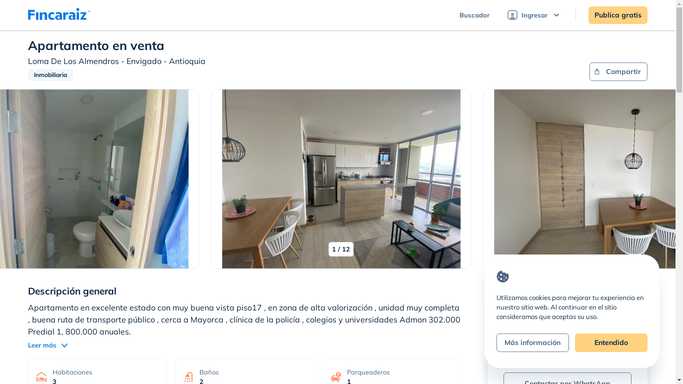 Fincaraiz
Buscador
Ingresar
Publica gratis
Apartamento en venta
Loma De Los Almendros - Envigado - Antioquia
Inmobiliaria
Compartir
1 / 12
Descripción general
Apartamento en excelente estado con muy buena vista piso17 , en zona de alta valorización , unidad muy completa
, buena ruta de transporte público , cerca a Mayorca , clínica de la policía , colegios y universidades Admon 302.000
Predial 1, 800.000 anuales.
Leer más
Habitaciones
3
Baños
2
Parqueaderos
1
Utilizamos cookies para mejorar tu experiencia en
nuestro sitio web. Al continuar en el sitio
consideramos que aceptas su uso.
Más información
Entendido
Contactar por WhatsApp